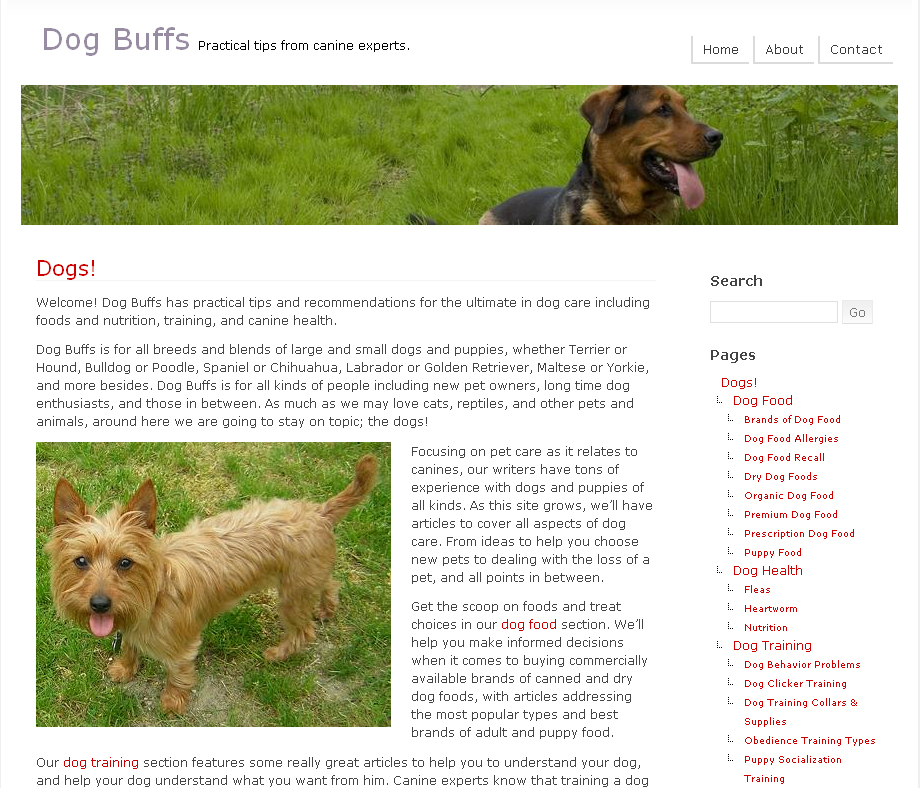 Dog Buffs Practical tips from canine experts.
Home About Contact
Dogs!
Welcome! Dog Buffs has practical tips and recommendations for the ultimate in dog care including
foods and nutrition, training, and canine health.
Dog Buffs is for all breeds and blends of large and small dogs and puppies, whether Terrier or
Hound, Bulldog or Poodle, Spaniel or Chihuahua, Labrador or Golden Retriever, Maltese or Yorkie,
and more besides. Dog Buffs is for all kinds of people including new pet owners, long time dog
enthusiasts, and those in between. As much as we may love cats, reptiles, and other pets and
animals, around here we are going to stay on topic; the dogs!
Focusing on pet care as it relates to
canines, our writers have tons of
experience with dogs and puppies of
all kinds. As this site grows, we'll have
articles to cover all aspects of dog
care. From ideas to help you choose
new pets to dealing with the loss of a
pet, and all points in between.
Get the scoop on foods and treat
choices in our dog food section. We'll
help you make informed decisions
when it comes to buying commercially
available brands of canned and dry
dog foods, with articles addressing
the most popular types and best
brands of adult and puppy food.
Our dog training section features some really great articles to help you to understand your dog,
and help your dog understand what you want from him. Canine experts know that training a dog
Search
Go
Pages
Dogs!
Dog Food
Brands of Dog Food
Dog Food Allergies
Dog Food Recall
Dry Dog Foods
Organic Dog Food
Premium Dog Food
Prescription Dog Food
Puppy Food
Dog Health
Fleas
Heartworm
Nutrition
Dog Training
Dog Behavior Problems
Dog Clicker Training
Dog Training Collars &
Supplies
Obedience Training Types
Puppy Socialization
Training